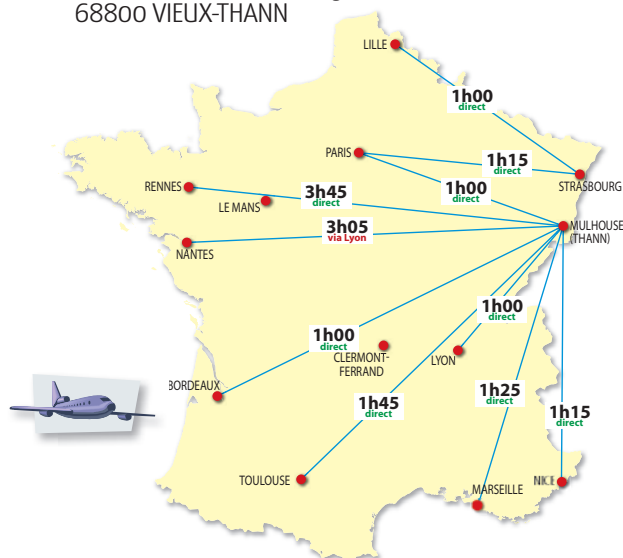 68800 VIEUX-THANN
LILLE
1h00
direct
PARIS
1h15
direct
STRASBOURG
RENNES
3h45
direct
1h00
direct
LE MANS
MULHOUSE
(THANN)
3h05
via Lyon
NANTES
1h00
direct
1h00
direct
CLERMONT-
FERRAND
LYON
BORDEAUX
1h45
direct
1h25
direct
1h15
direct
TOULOUSE
MARSEILLE
NICE